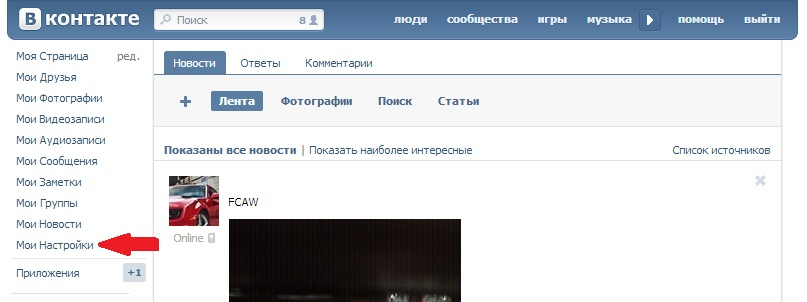 В контакте Поиск 8 люди сообщества игры музыка помощь выйти
Моя Страница ред.
Мои Друзья
Мои Фотографии
Мои Видеозаписи
Мои Аудиозаписи
Мои Сообщения
Мои Заметки
Мои Группы
Мои Новости
Мои Настройки
Приложения +1
Новости Ответы Комментарии
+ Лента Фотографии Поиск Статьи
Показаны все новости | Показать наиболее интересные Список источников
FCAW
Online